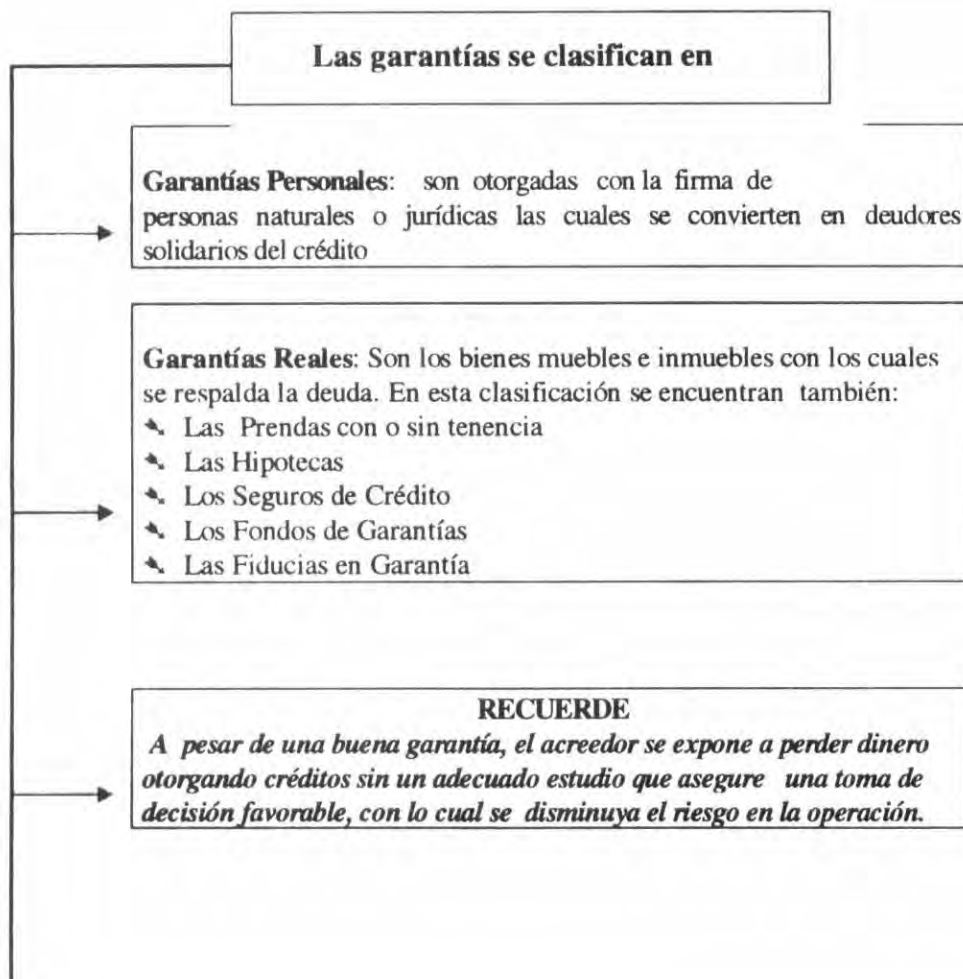 Las garantías se clasifican en
Garantías Personales: son otorgadas con la firma de
personas naturales o jurídicas las cuales se convierten en deudores
solidarios del crédito
Garantías Reales: Son los bienes muebles e inmuebles con los cuales
se respalda la deuda. En esta clasificación se encuentran también:
Las Prendas con o sin tenencia
Las Hipotecas
Los Seguros de Crédito
Los Fondos de Garantías
Las Fiducias en Garantía
RECUERDE
A pesar de una buena garantía, el acreedor se expone a perder dinero
otorgando créditos sin un adecuado estudio que asegure una toma de
decisión favorable, con lo cual se disminuya el riesgo en la operación.